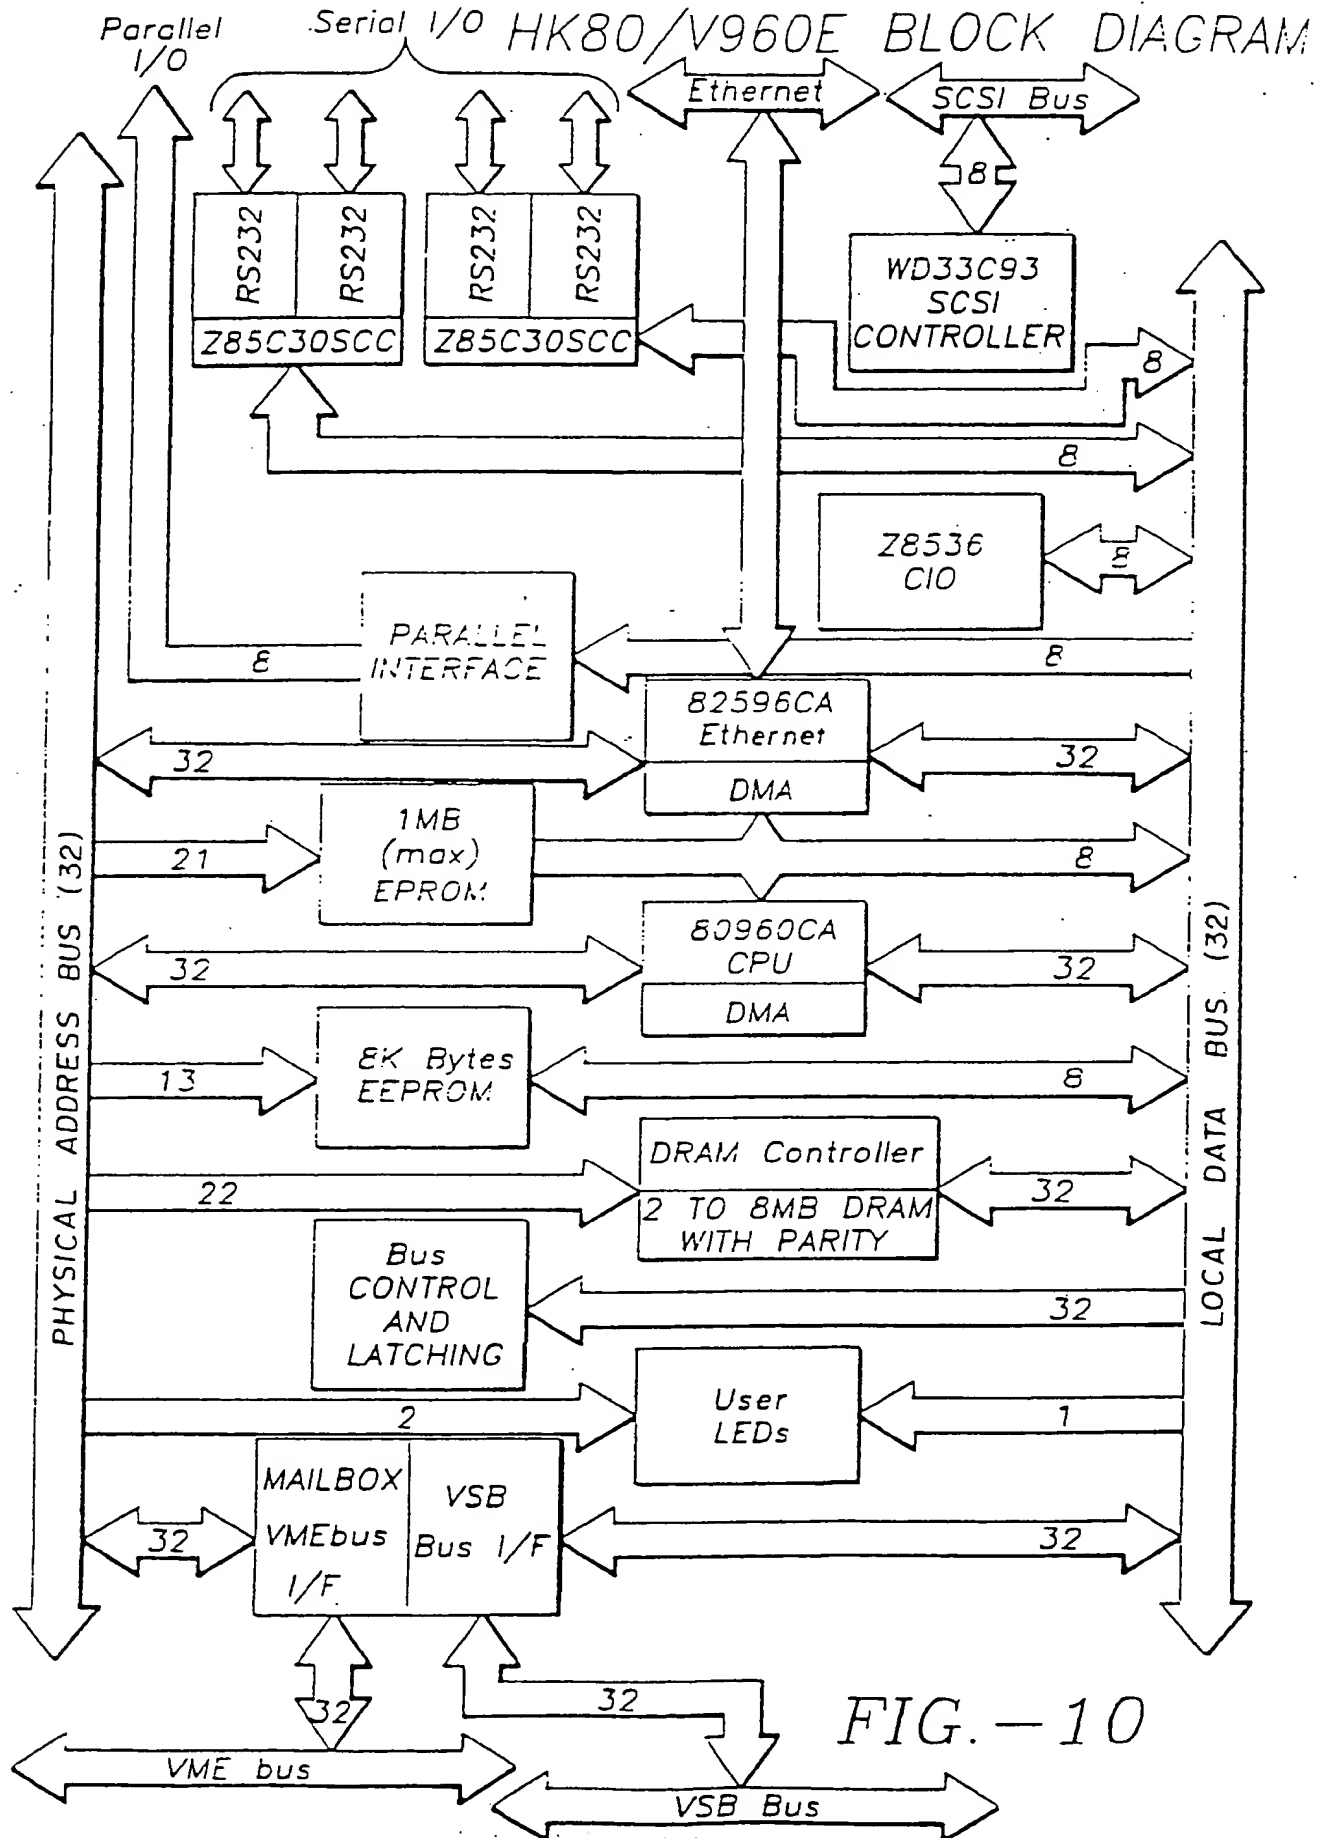 HK80/V960E BLOCK DIAGRAM
Parallel
I/O
Serial I/O
Ethernet
SCSI Bus
8
RS232
RS232
RS232
RS232
Z85C30SCC
Z85C30SCC
WD33C93
SCSI
CONTROLLER
8
8
Z8536
CIO
8
PARALLEL
INTERFACE
8
8
82596CA
Ethernet
DMA
32
32
1MB
(max)
EPROM
21
8
80960CA
CPU
DMA
32
32
8K Bytes
EEPROM
13
8
DRAM Controller
2 TO 8MB DRAM
WITH PARITY
22
32
Bus
CONTROL
AND
LATCHING
32
User
LEDs
2
1
MAILBOX
VMEbus
I/F
VSB
Bus I/F
32
32
PHYSICAL ADDRESS BUS (32)
LOCAL DATA BUS (32)
32
32
VME bus
VSB Bus
FIG.-10